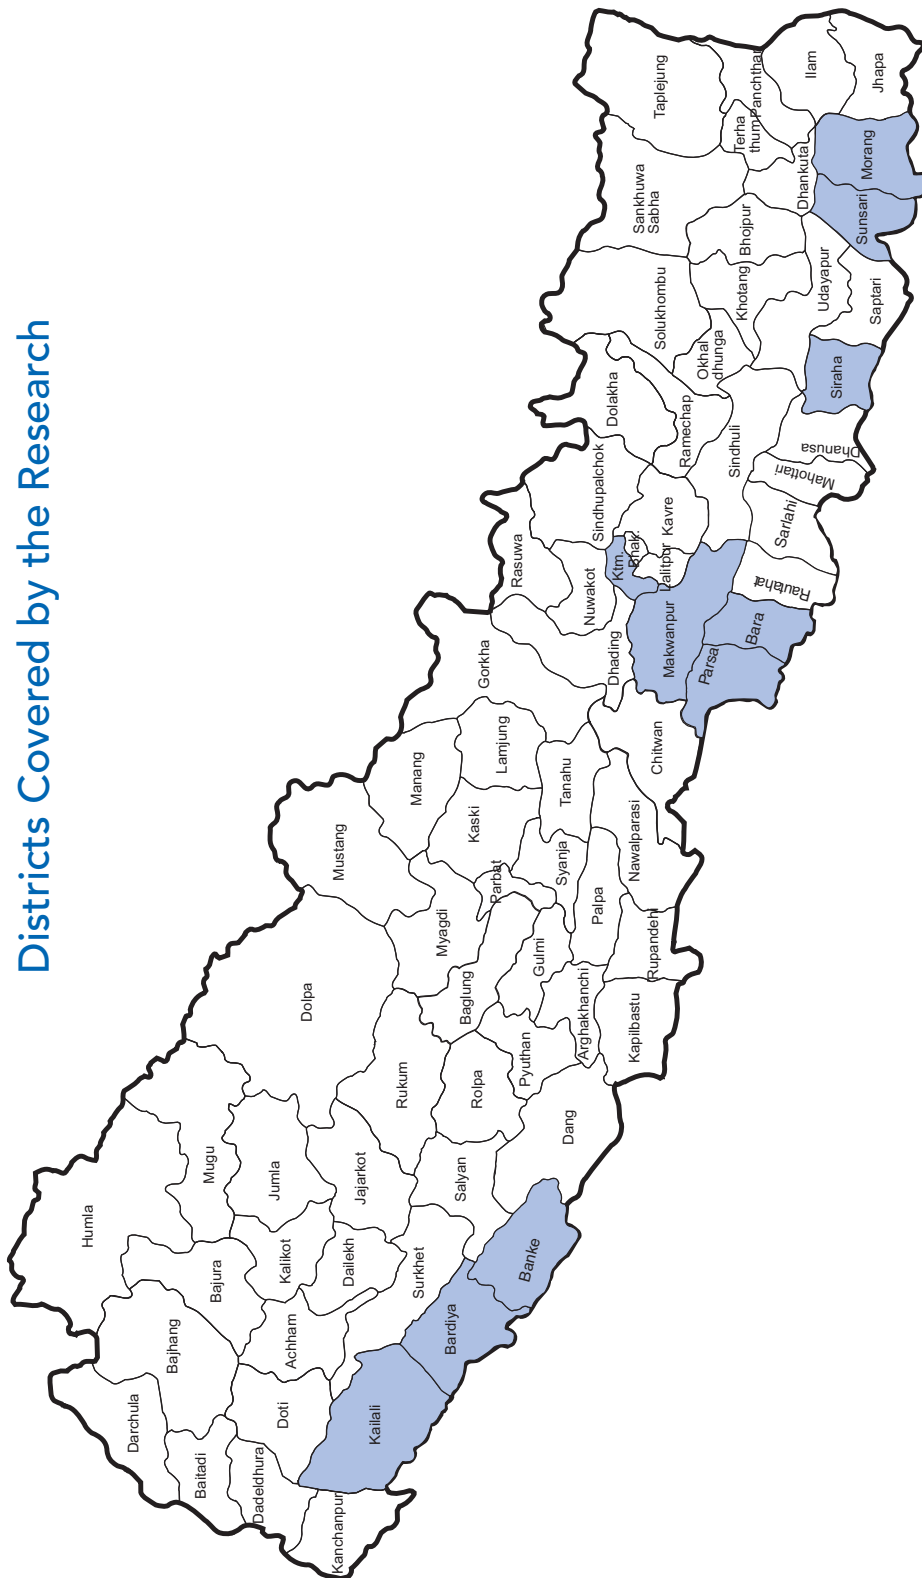 Districts Covered by the Research
Darchula
Baitadi
Dadeldhura
Kanchanpur
Bajhang
Humla
Bajura
Mugu
Doti
Achham
Kalikot
Jumla
Dolpa
Kailali
Dailekh
Jajarkot
Surkhet
Bardiya
Banke
Salyan
Rukum
Rolpa
Dang
Pyuthan
Mustang
Myagdi
Baglung
Gulmi
Arghakhanchi
Kapilbastu
Manang
Kaski
Parbat
Syanja
Palpa
Rupandehi
Nawalparasi
Lamjung
Tanahu
Gorkha
Chitwan
Dhading
Rasuwa
Nuwakot
Makwanpur
Parsa
Bara
Sindhupalchok
Ktm.
Bhak.
Lalitpur
Kavre
Rautahat
Sarlahi
Dolakha
Ramechap
Sindhuli
Mahottari
Dhanusa
Solukhombu
Okhal
dhunga
Khotang
Udayapur
Siraha
Saptari
Sankhuwa
Sabha
Bhojpur
Dhankuta
Sunsari
Morang
Taplejung
Terha
thum
Panchthar
Ilam
Jhapa